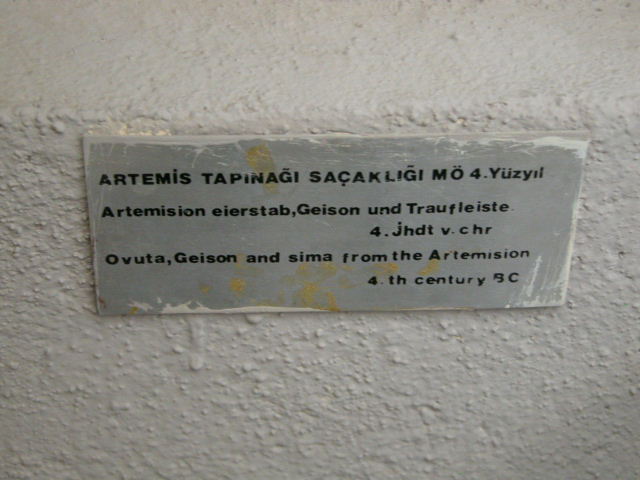 ARTEMİS TAPINAĞI SAÇAKLIĞI MÖ 4.Yüzyıl
Artemision eierstab,Geison und Traufleiste.
4.Jhdt v.chr
Ovuta,Geison and sima from the Artemision
4.th century BC